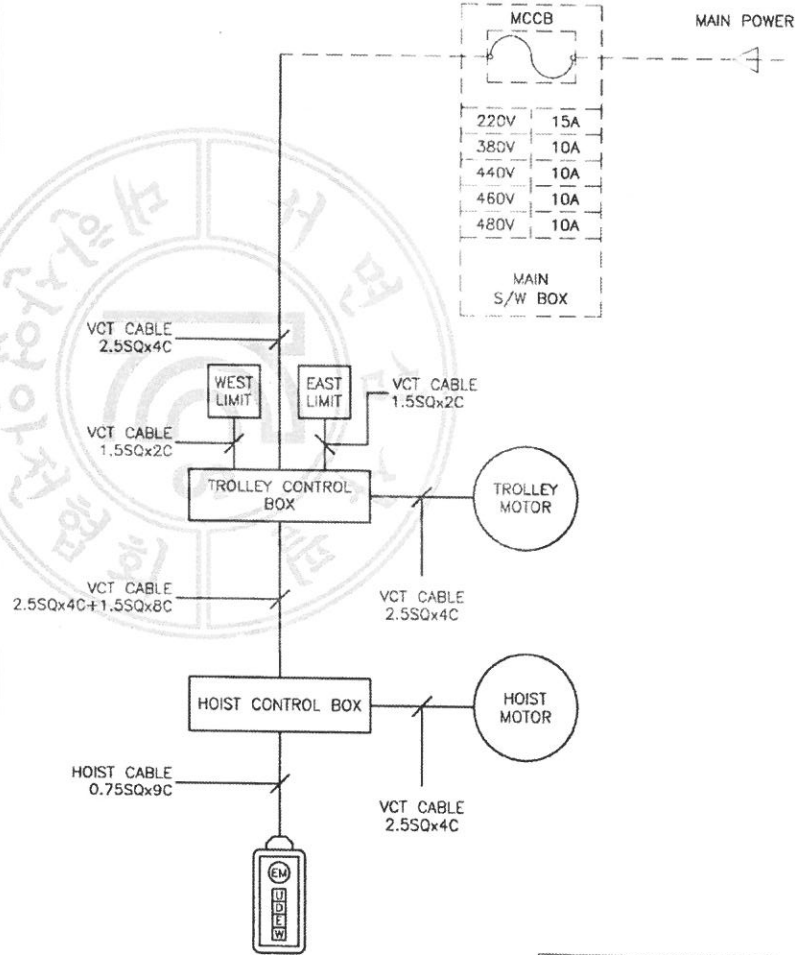 MCCB
MAIN POWER
220V 15A
380V 10A
440V 10A
460V 10A
480V 10A
MAIN
S/W BOX
VCT CABLE
2.5SQx4C
WEST
LIMIT
EAST
LIMIT
VCT CABLE
1.5SQx2C
VCT CABLE
1.5SQx2C
TROLLEY CONTROL
BOX
TROLLEY
MOTOR
VCT CABLE
2.5SQx4C+1.5SQx8C
VCT CABLE
2.5SQx4C
HOIST CONTROL BOX
HOIST
MOTOR
HOIST CABLE
0.75SQx9C
VCT CABLE
2.5SQx4C
EM
U
D
E
W